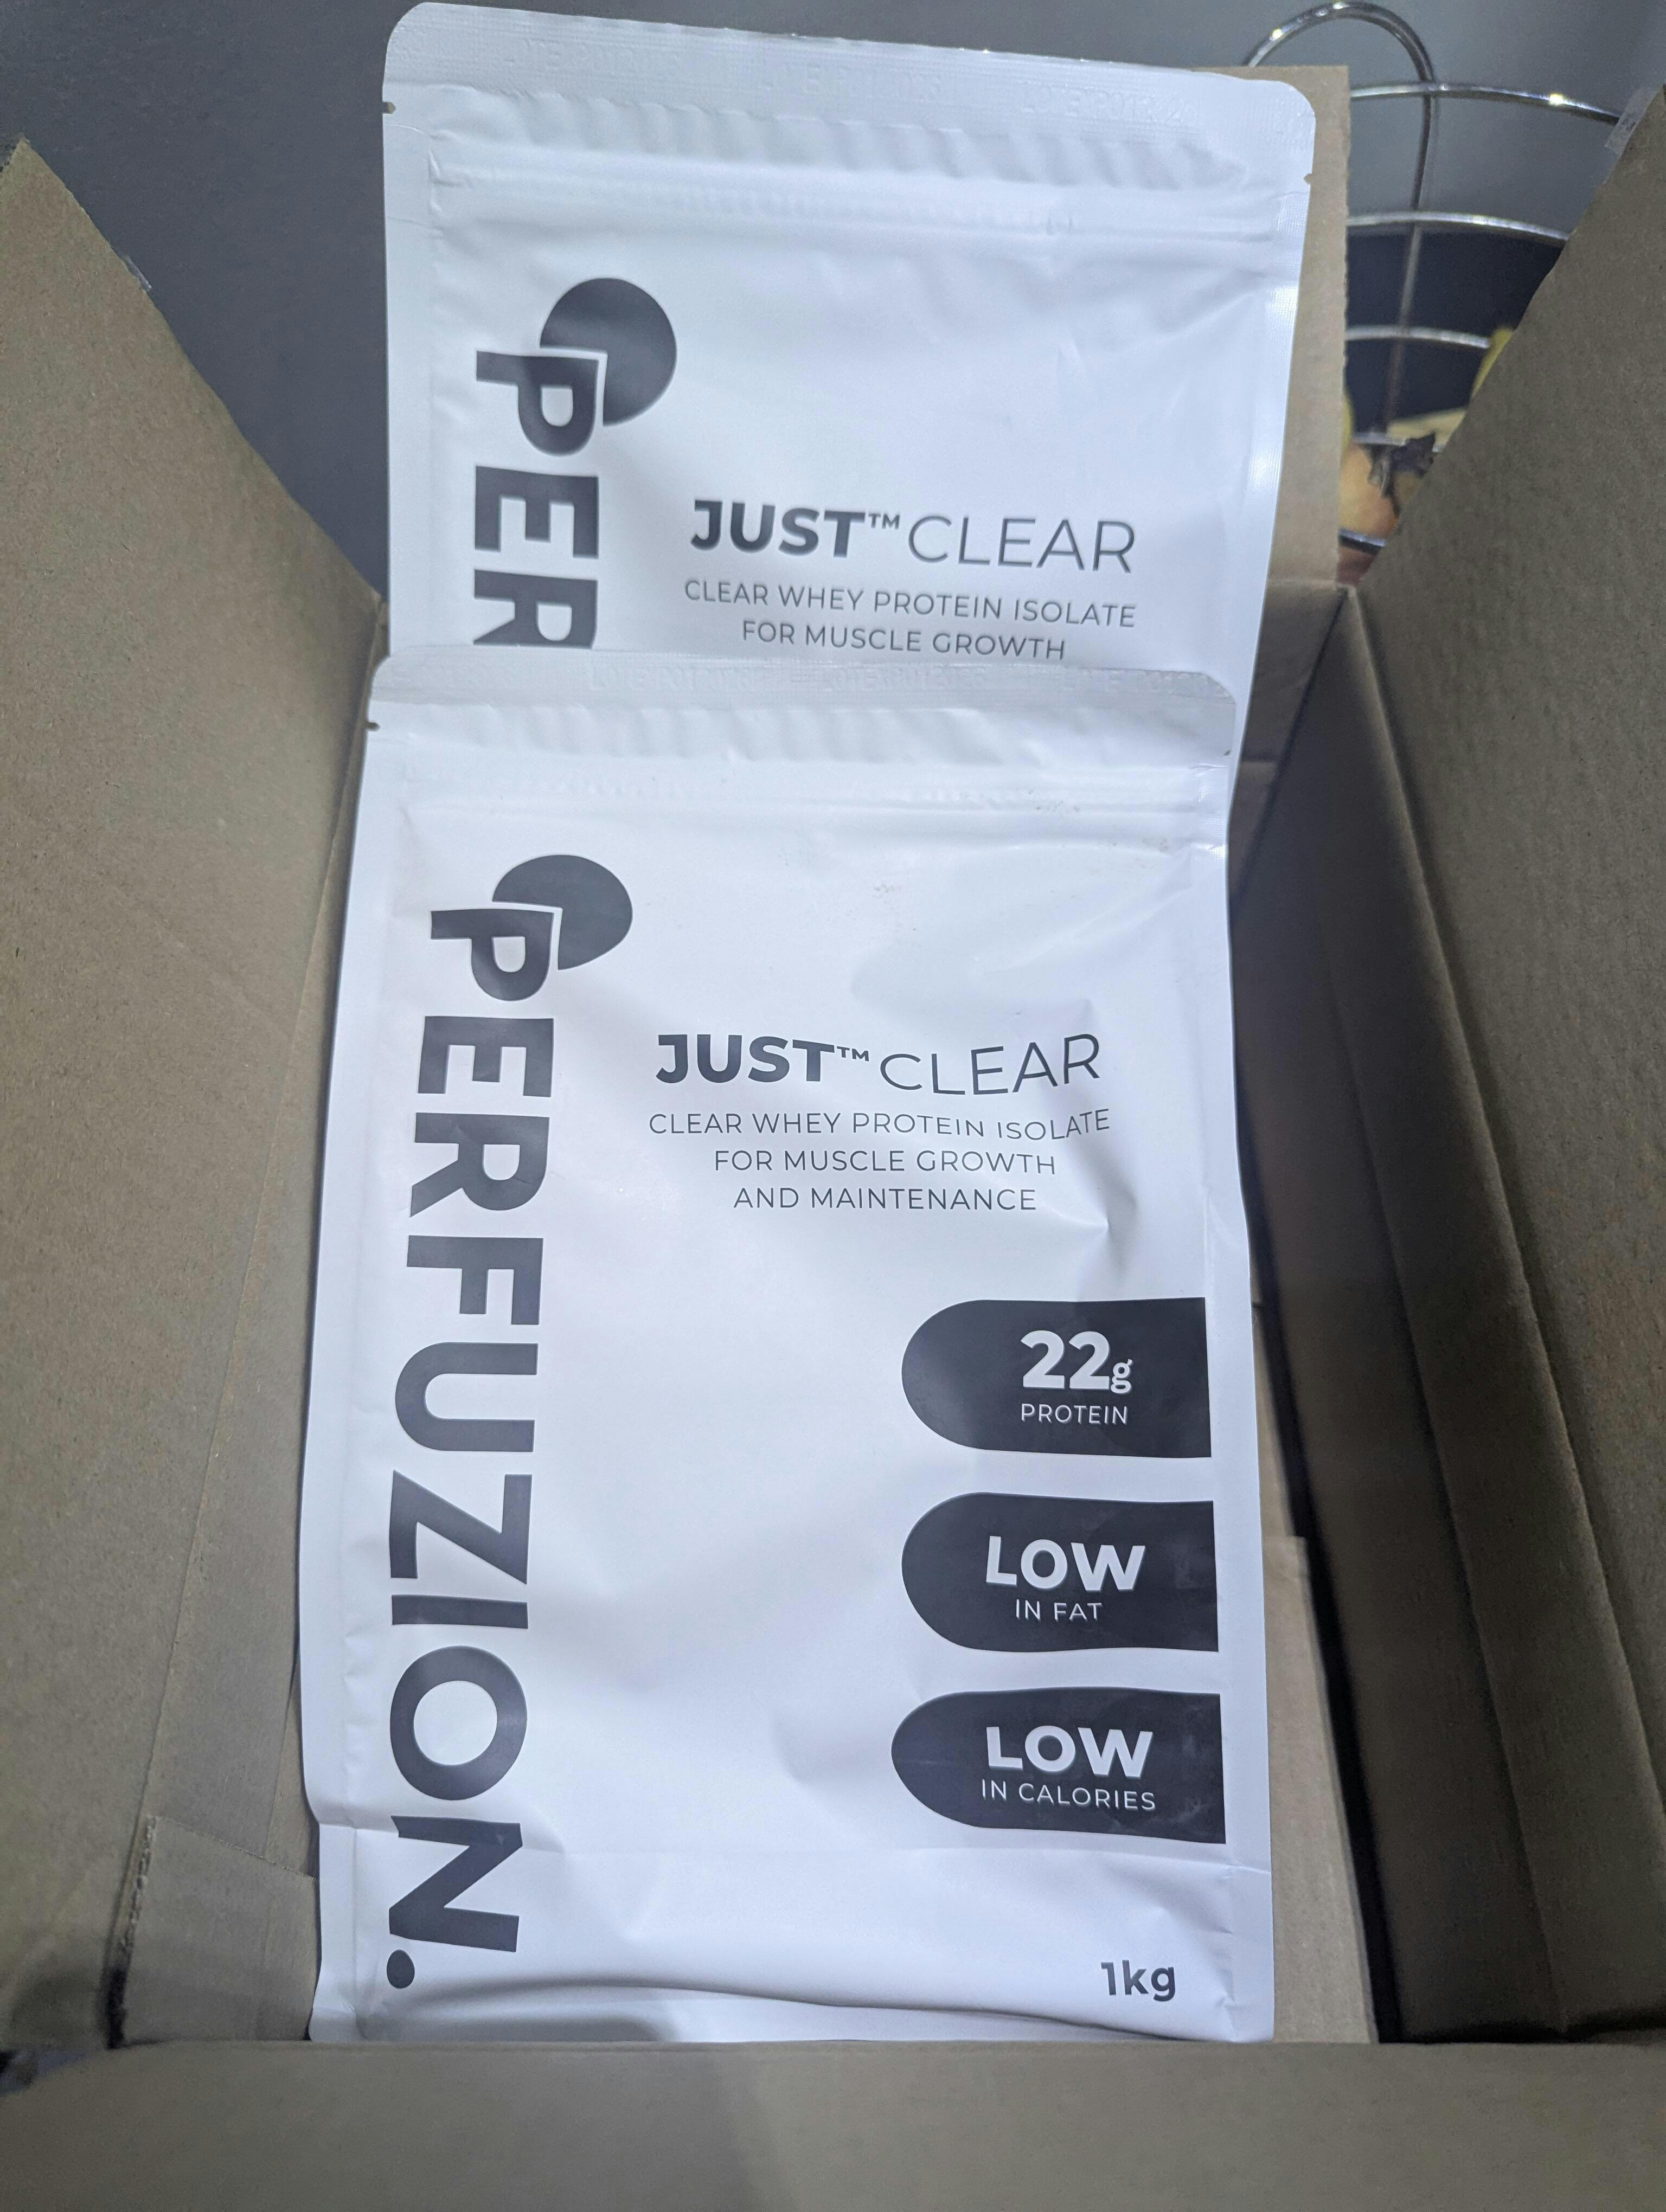 PER
JUST™ CLEAR
CLEAR WHEY PROTEIN ISOLATE
FOR MUSCLE GROWTH
PERFUZION.
JUST™ CLEAR
CLEAR WHEY PROTEIN ISOLATE
FOR MUSCLE GROWTH
AND MAINTENANCE
22g
PROTEIN
LOW
IN FAT
LOW
IN CALORIES
1kg